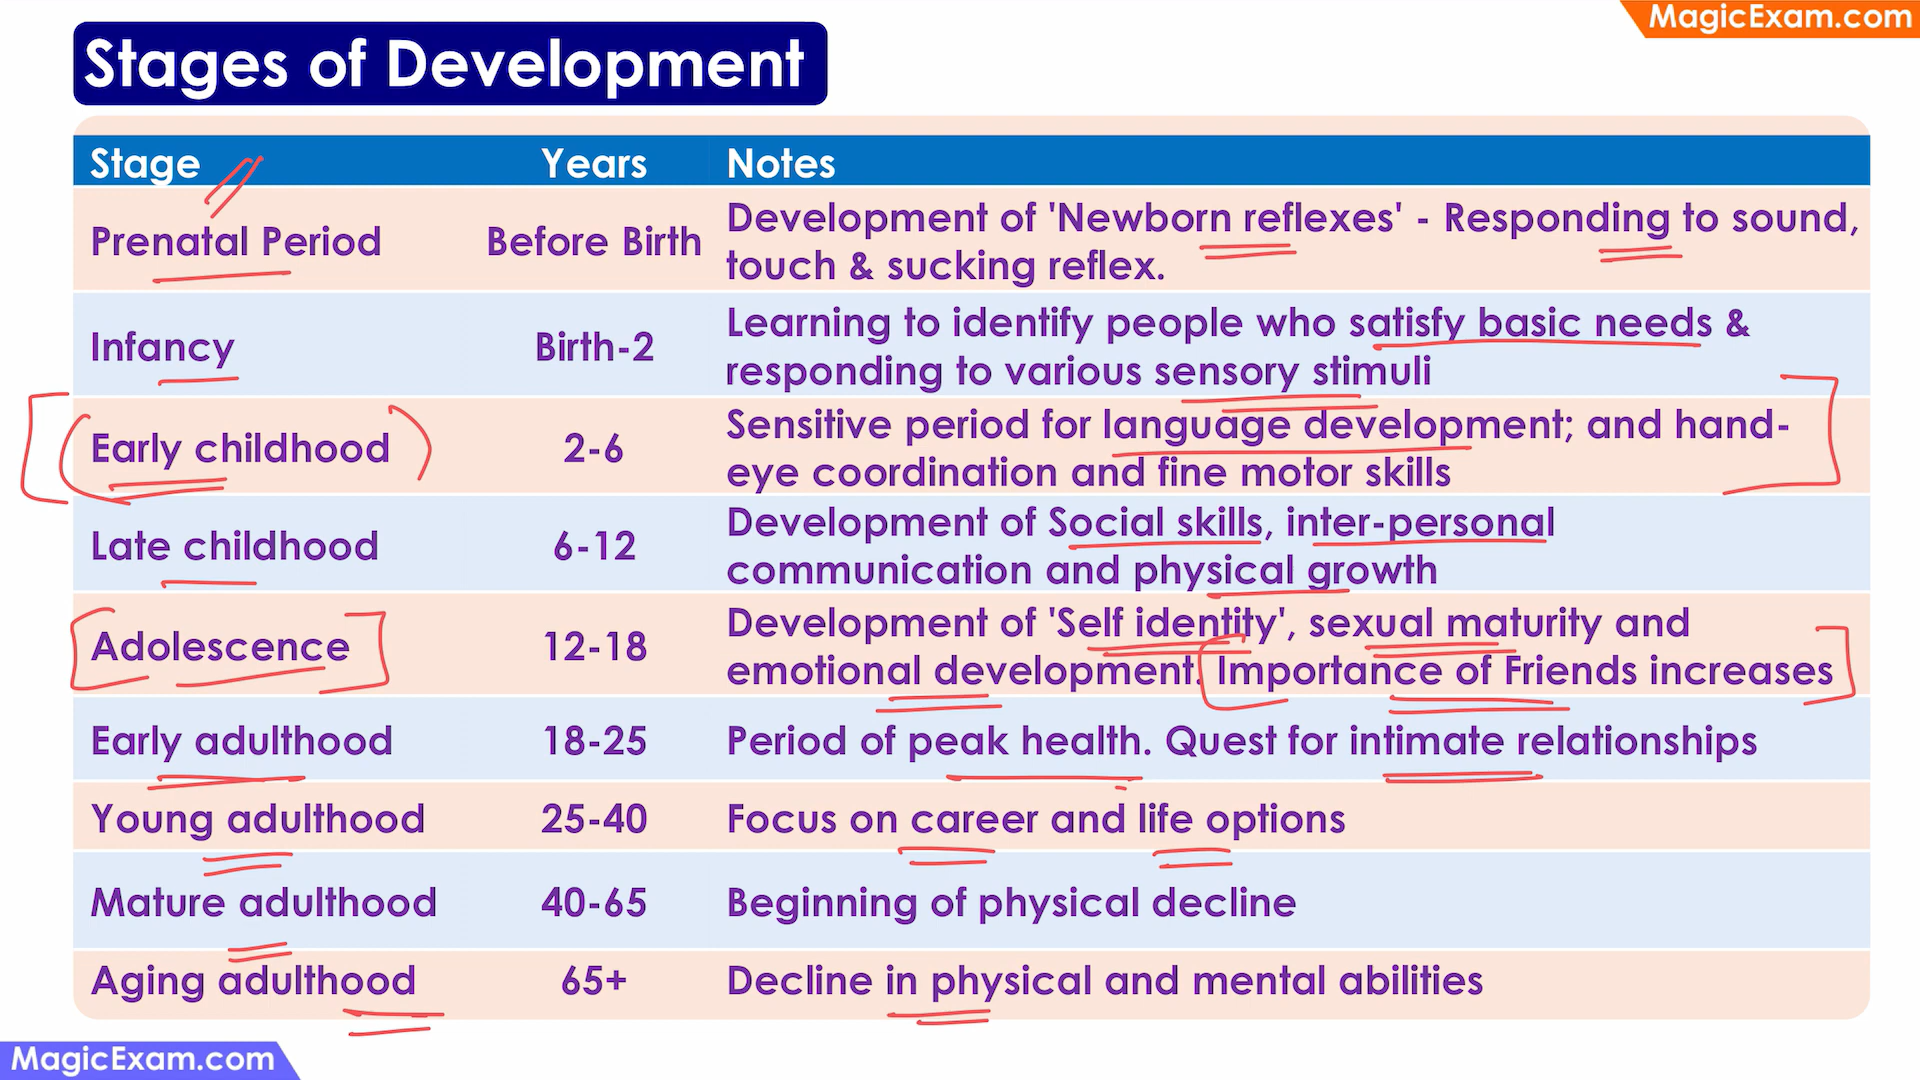 MagicExam.com
Stages of Development
Stage Years Notes
Prenatal Period Before Birth Development of 'Newborn reflexes' - Responding to sound,
touch & sucking reflex.
Infancy Birth-2 Learning to identify people who satisfy basic needs &
responding to various sensory stimuli
Early childhood 2-6 Sensitive period for language development; and hand-
eye coordination and fine motor skills
Late childhood 6-12 Development of Social skills, inter-personal
communication and physical growth
Adolescence 12-18 Development of 'Self identity', sexual maturity and
emotional development. Importance of Friends increases
Early adulthood 18-25 Period of peak health. Quest for intimate relationships
Young adulthood 25-40 Focus on career and life options
Mature adulthood 40-65 Beginning of physical decline
Aging adulthood 65+ Decline in physical and mental abilities
MagicExam.com